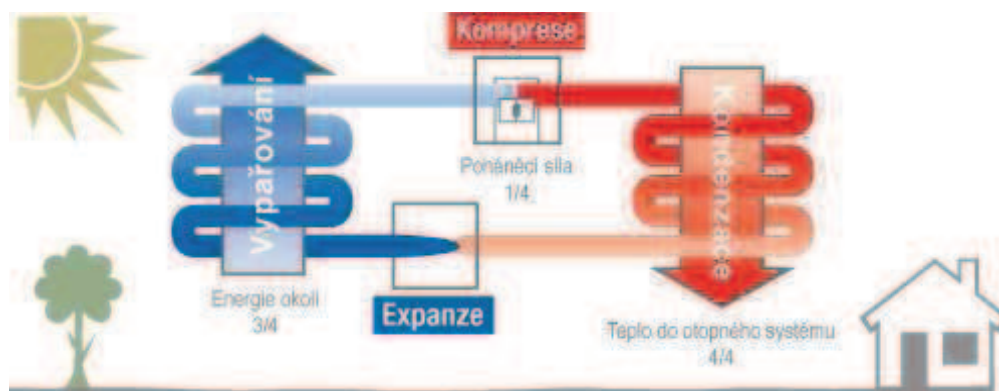 Komprese
Vypařování
Kondenzace
Poháněcí síla
1/4
Energie okolí
3/4
Expanze
Teplo do otopného systému
4/4